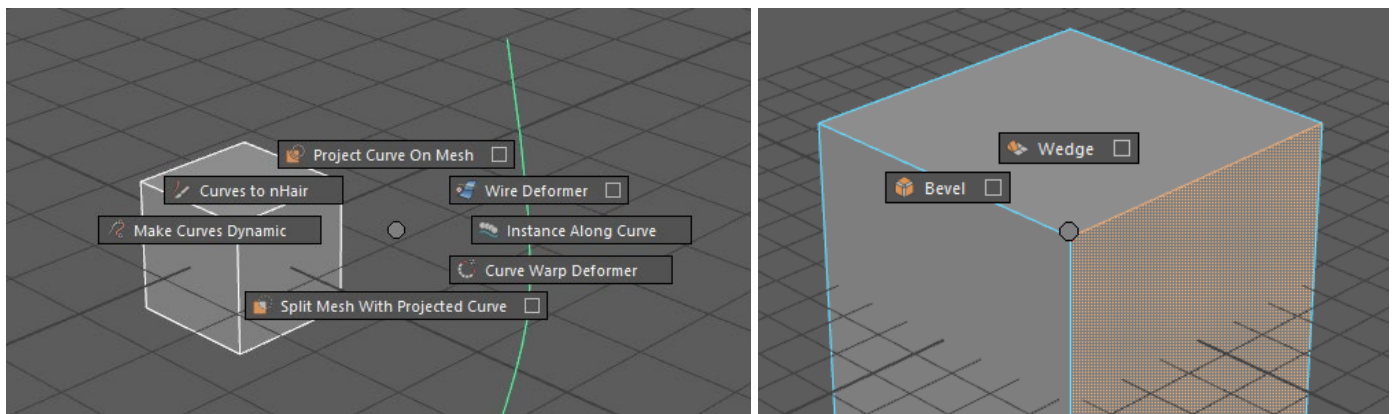 Project Curve On Mesh
Curves to nHair
Wire Deformer
Make Curves Dynamic
Instance Along Curve
Curve Warp Deformer
Split Mesh With Projected Curve
Wedge
Bevel